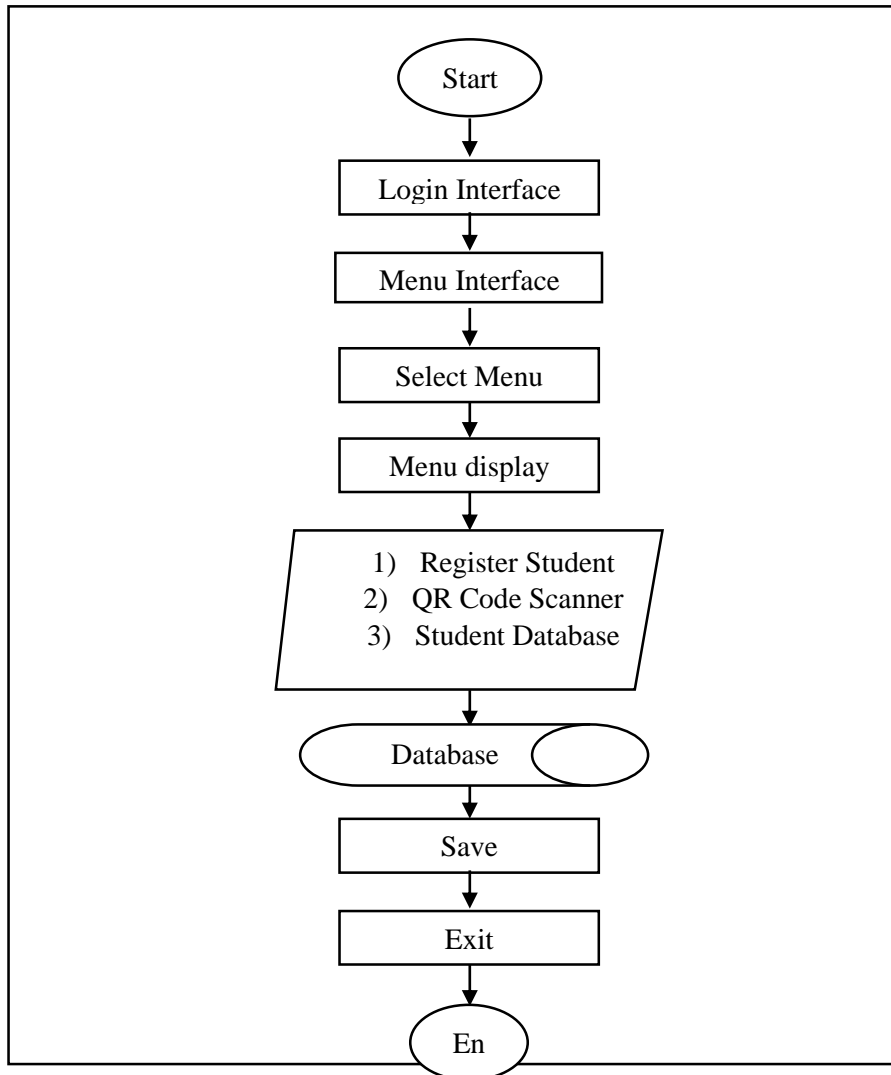 Start
Login Interface
Menu Interface
Select Menu
Menu display
1) Register Student
2) QR Code Scanner
3) Student Database
Database
Save
Exit
En